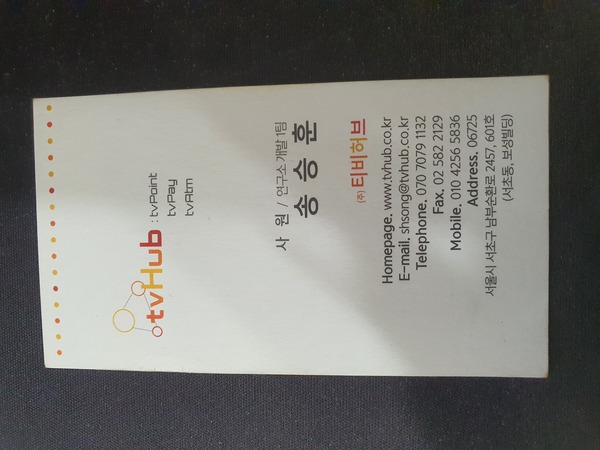 tvHub : tvPoint
tvPay
tvAtm
사 원 / 연구소 개발 1팀
송 승 훈
(주) 티비허브
Homepage. www.tvhub.co.kr
E-mail. shsong@tvhub.co.kr
Telephone. 070 7079 1132
Fax. 02 582 2129
Mobile. 010 4256 5836
Address. 06725
서울시 서초구 남부순환로 2457, 601호
(서초동, 보성빌딩)